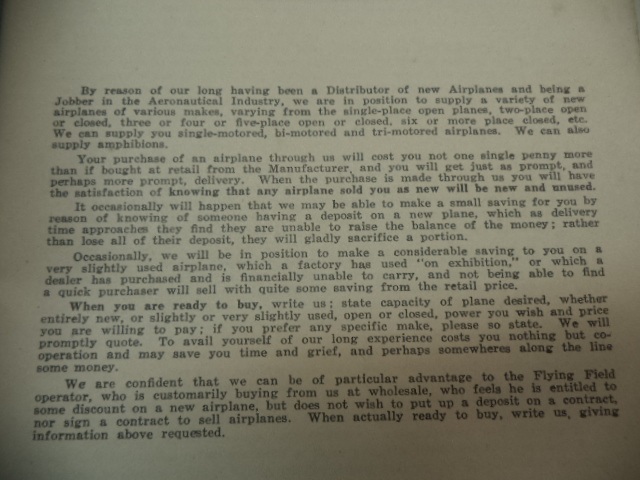 By reason of our long having been a Distributor of new Airplanes and being a
Jobber in the Aeronautical Industry, we are in position to supply a variety of new
airplanes of various makes, varying from the single-place open planes, two-place open
or closed, three or four or five-place open or closed, six or more place closed, etc.
We can supply you single-motored, bi-motored and tri-motored airplanes. We can also
supply amphibions.
Your purchase of an airplane through us will cost you not one single penny more
than if bought at retail from the Manufacturer, and you will get just as prompt, and
perhaps more prompt, delivery. When the purchase is made through us you will have
the satisfaction of knowing that any airplane sold you as new will be new and unused.
It occasionally will happen that we may be able to make a small saving for you by
reason of knowing of someone having a deposit on a new plane, which as delivery
time approaches they find they are unable to raise the balance of the money; rather
than lose all of their deposit, they will gladly sacrifice a portion.
Occasionally, we will be in position to make a considerable saving to you on a
very slightly used airplane, which a factory has used "on exhibition," or which a
dealer has purchased and is financially unable to carry, and not being able to find
a quick purchaser will sell with quite some saving from the retail price.
When you are ready to buy, write us; state capacity of plane desired, whether
entirely new, or slightly or very slightly used, open or closed, power you wish and price
you are willing to pay; if you prefer any specific make, please so state. We will
promptly quote. To avail yourself of our long experience costs you nothing but co-
operation and may save you time and grief, and perhaps somewheres along the line
some money.
We are confident that we can be of particular advantage to the Flying Field
operator, who is customarily buying from us at wholesale, who feels he is entitled to
some discount on a new airplane, but does not wish to put up a deposit on a contract,
nor sign a contract to sell airplanes. When actually ready to buy, write us, giving
information above requested.